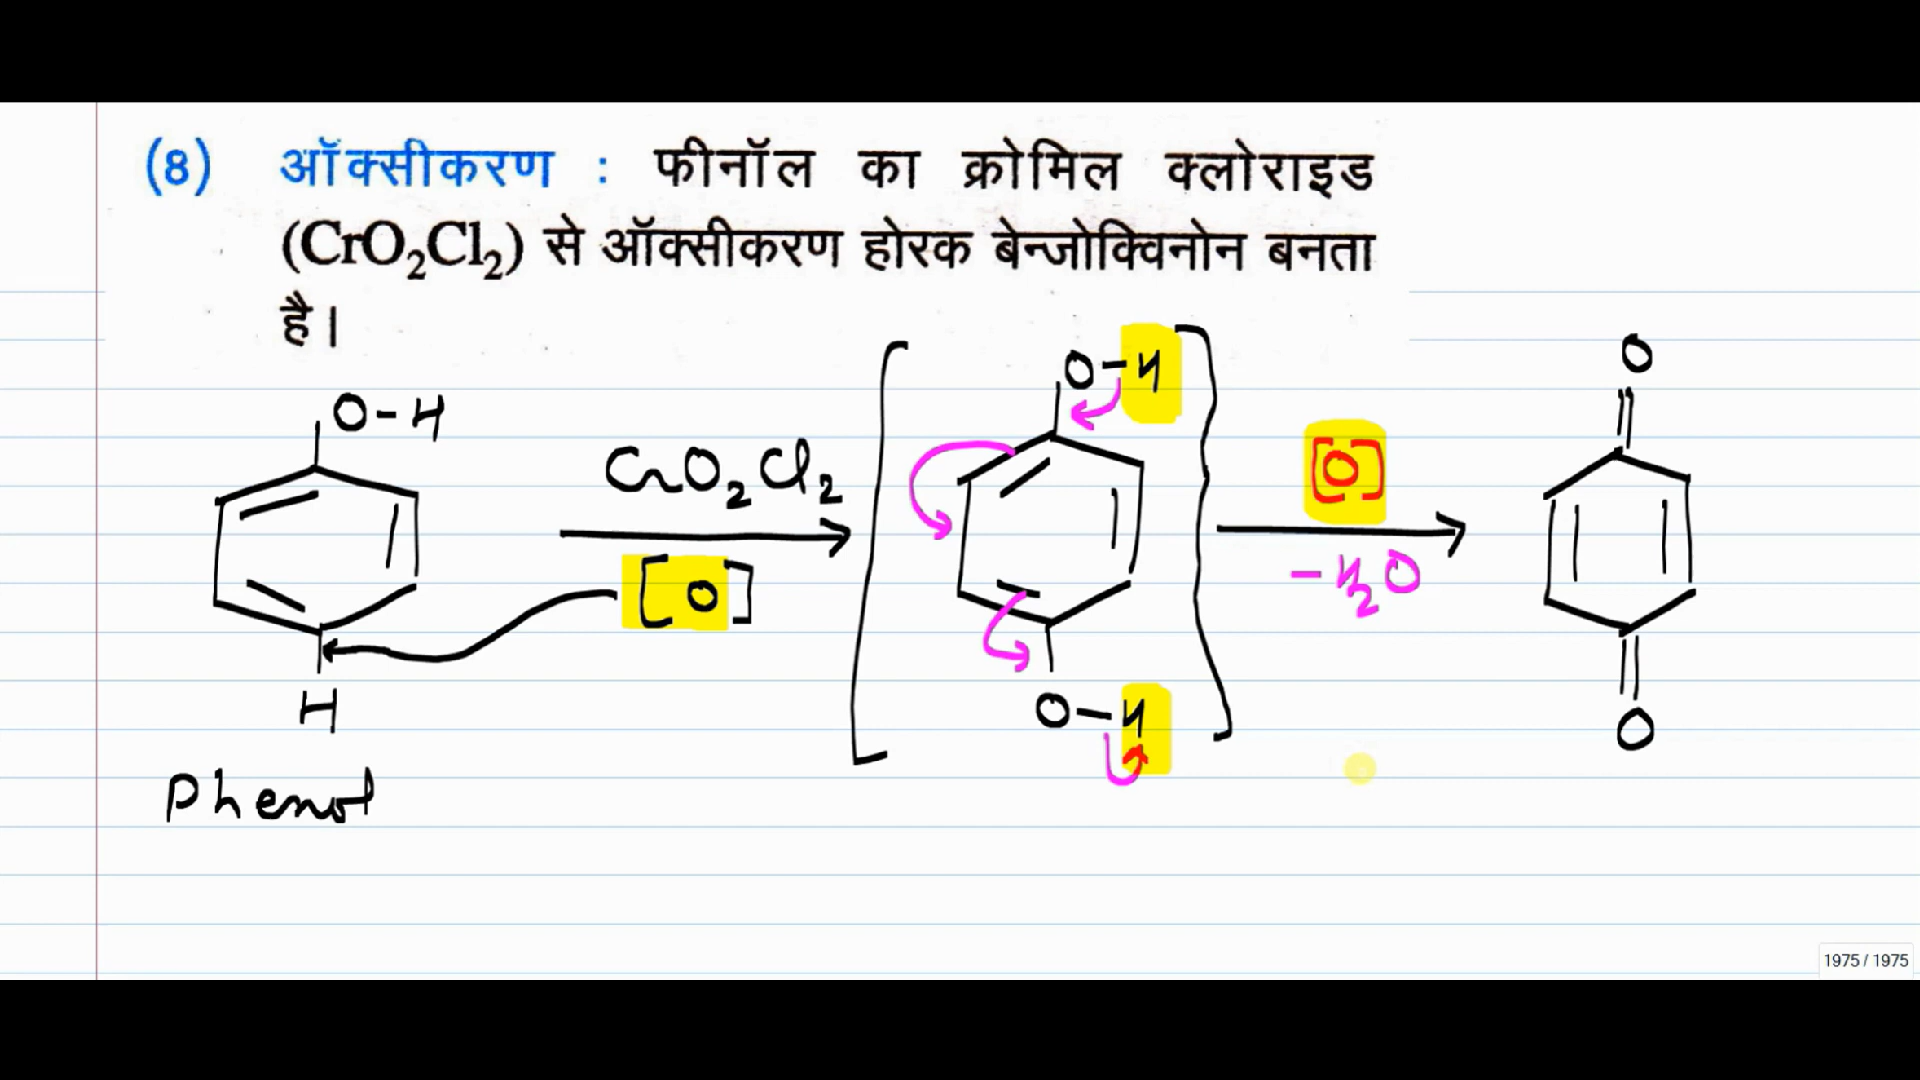 (8) ऑक्सीकरण : फीनॉल का क्रोमिल क्लोराइड
(CrO₂Cl₂) से ऑक्सीकरण होरक बेन्जोक्विनोन बनता
है।
O-H
H
Phenol
CrO₂Cl₂
[O]
O-H
O-H
[O]
-H₂O
O
O
1975 / 1975